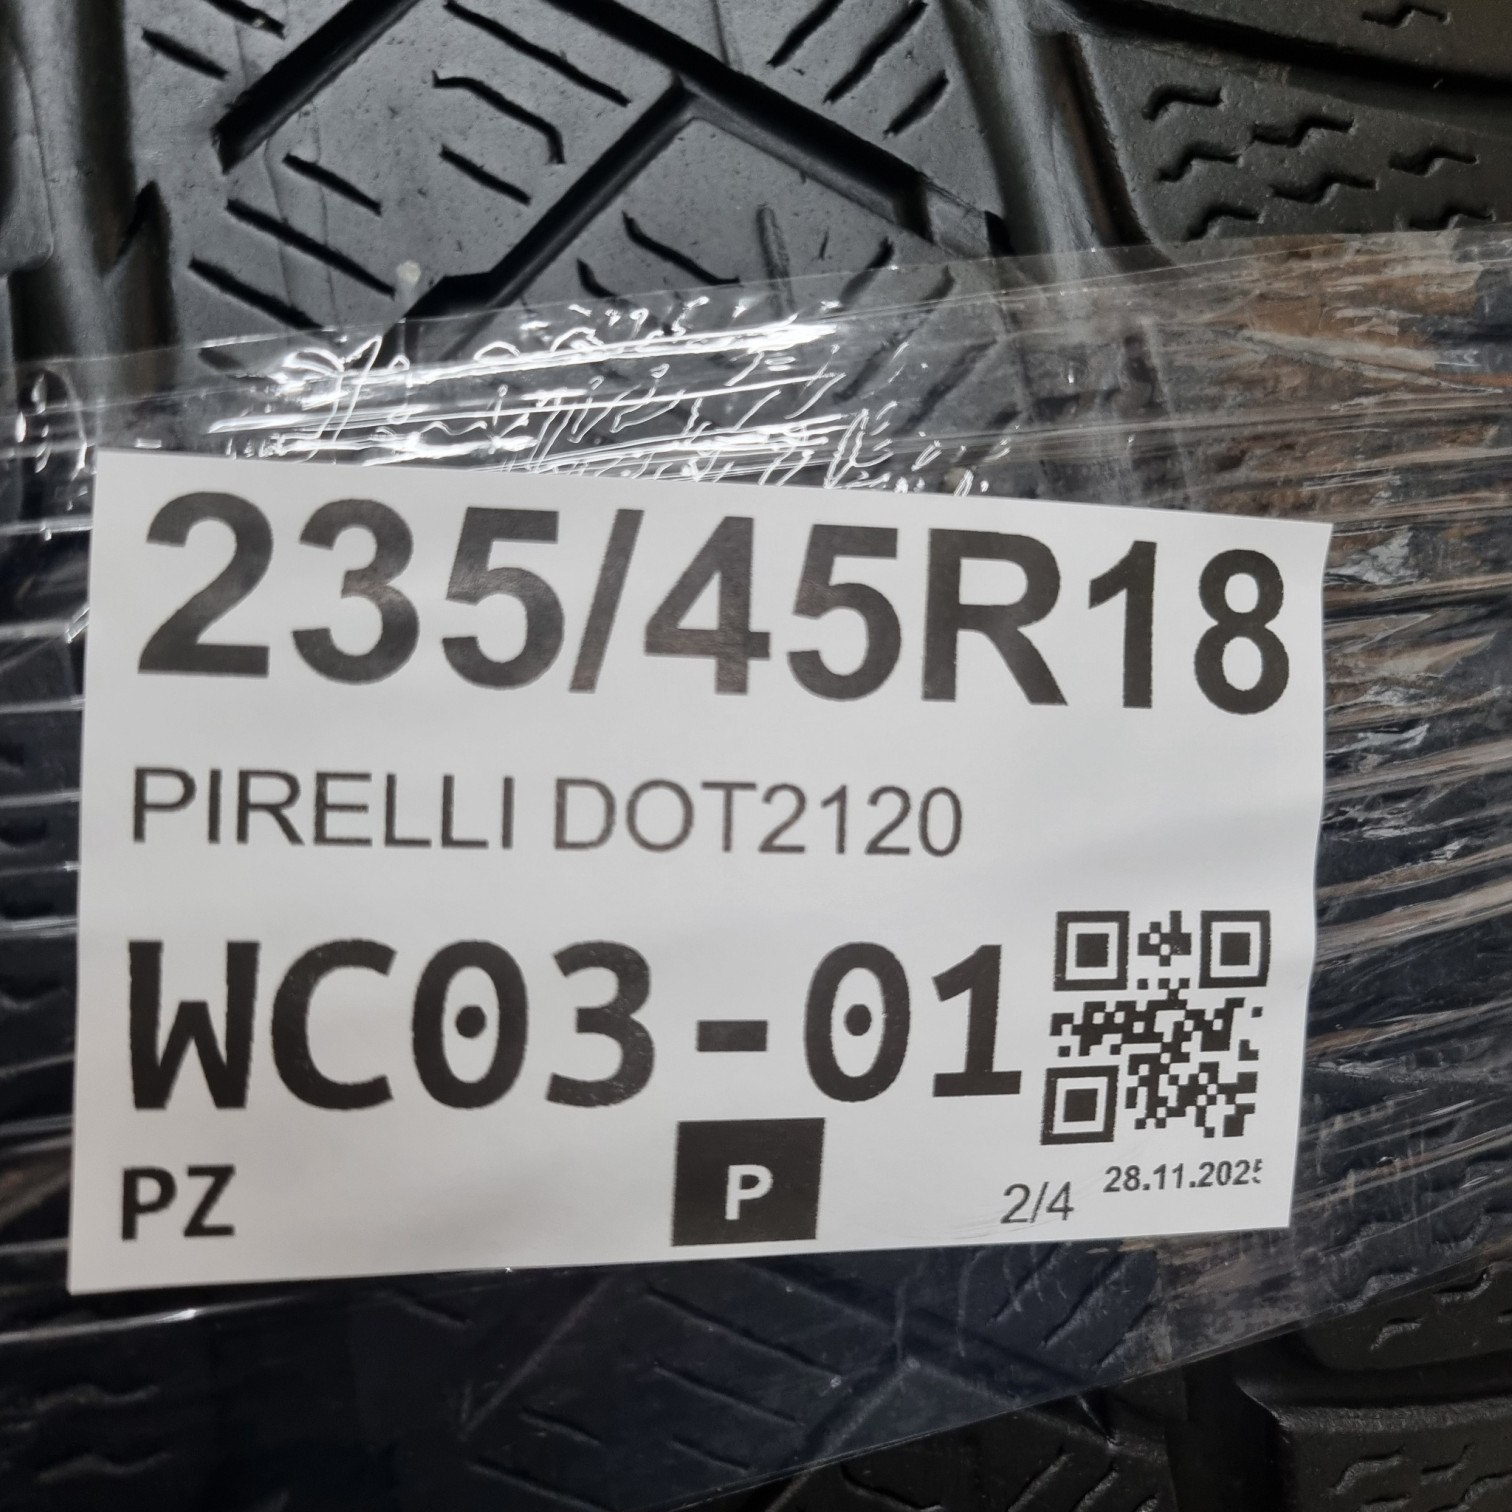 235/45R18
PIRELLI DOT2120
WC03-01
PZ P 2/4 28.11.2025